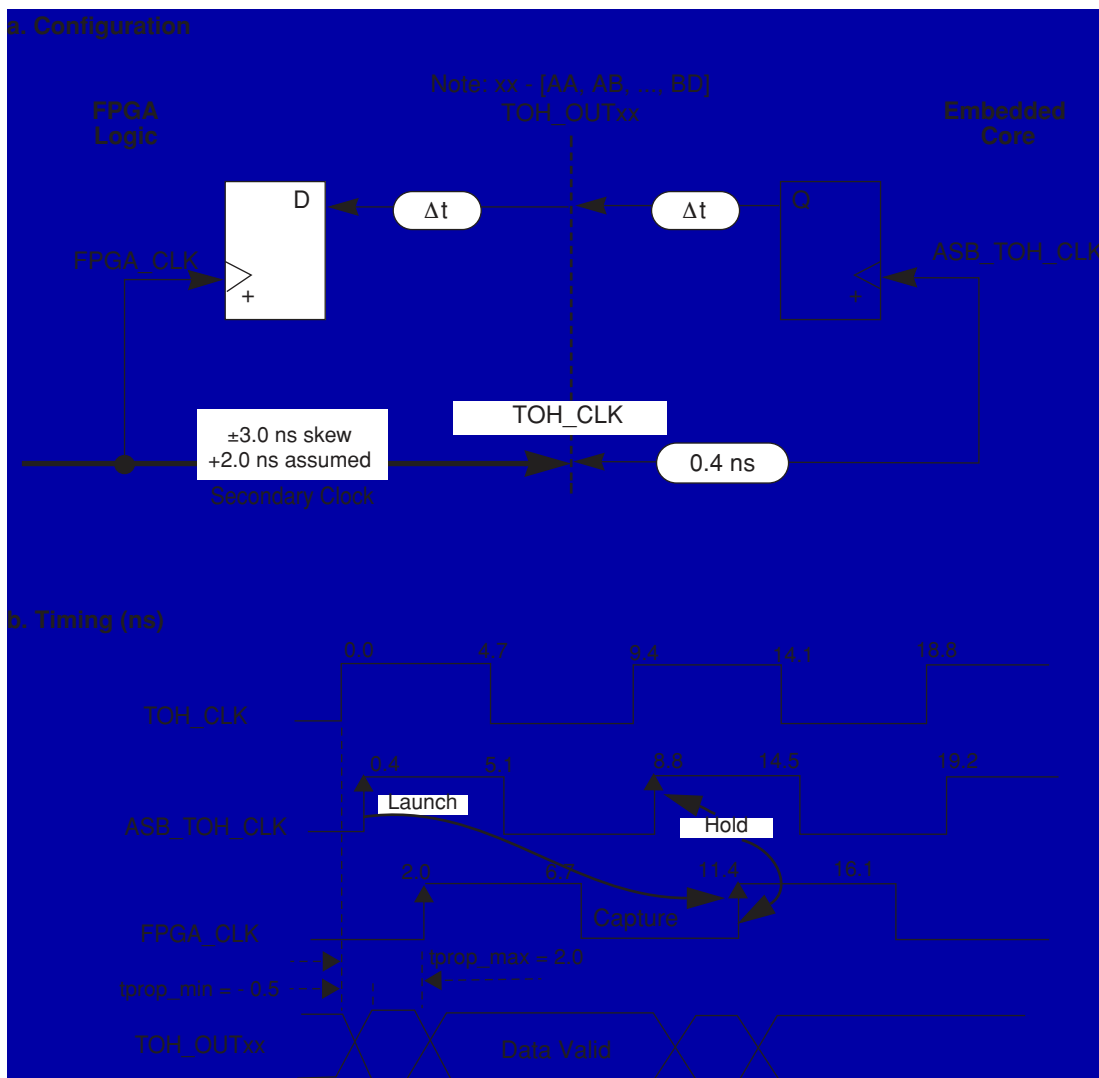 a. Configuration
Note: xx - [AA, AB, ..., BD]
TOH_OUTxx
FPGA
Logic
Embedded
Core
D
Δt
Δt
Q
FPGA_CLK
ASB_TOH_CLK
+
+
TOH_CLK
±3.0 ns skew
+2.0 ns assumed
0.4 ns
Secondary Clock
b. Timing (ns)
0.0 4.7 9.4 14.1 18.8
TOH_CLK
0.4 5.1 8.8 14.5 19.2
Launch
ASB_TOH_CLK
Hold
2.0 6.7 11.4 16.1
Capture
FPGA_CLK
tprop_max = 2.0
tprop_min = - 0.5
TOH_OUTxx
Data Valid